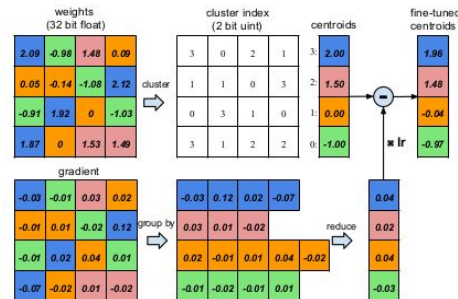 weights
(32 bit float)
cluster index
(2 bit uint)
centroids
fine-tuned
centroids
2.09 -0.98 1.48 0.09
0.05 -0.14 -1.08 2.12
-0.91 1.92 0 -1.03
1.87 0 1.53 1.49
cluster
3 0 2 1
1 1 0 3
0 3 1 0
3 1 2 2
3: 2.00
2: 1.50
1: 0.00
0: -1.00
1.96
1.48
-0.04
-0.97
gradient
-0.03 -0.01 0.03 0.02
-0.01 0.01 -0.02 0.12
-0.01 0.02 0.04 0.01
-0.07 -0.02 0.01 -0.02
group by
-0.03 0.12 0.02 -0.07
0.03 0.01 -0.02
0.02 -0.01 0.01 0.04 -0.02
-0.01 -0.02 -0.01 0.01
reduce
× lr
0.04
0.02
0.04
-0.03